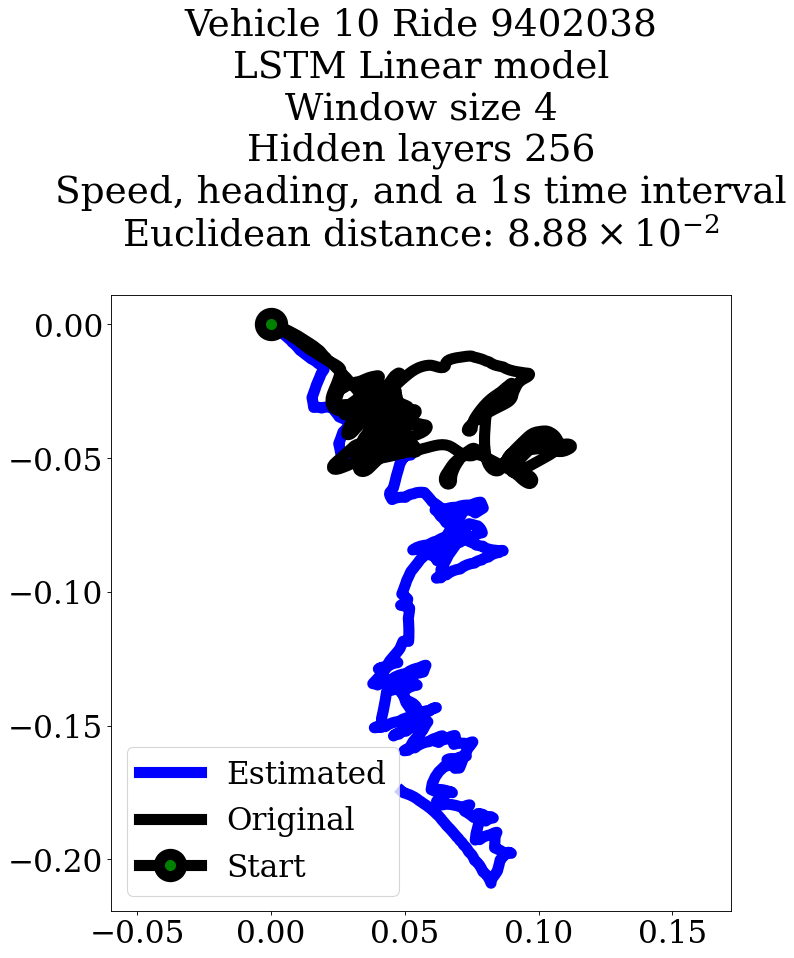 Vehicle 10 Ride 9402038
LSTM Linear model
Window size 4
Hidden layers 256
Speed, heading, and a 1s time interval
Euclidean distance: 8.88 × 10⁻²
0.00
−0.05
−0.10
−0.15
−0.20
Estimated
Original
Start
−0.05 0.00 0.05 0.10 0.15